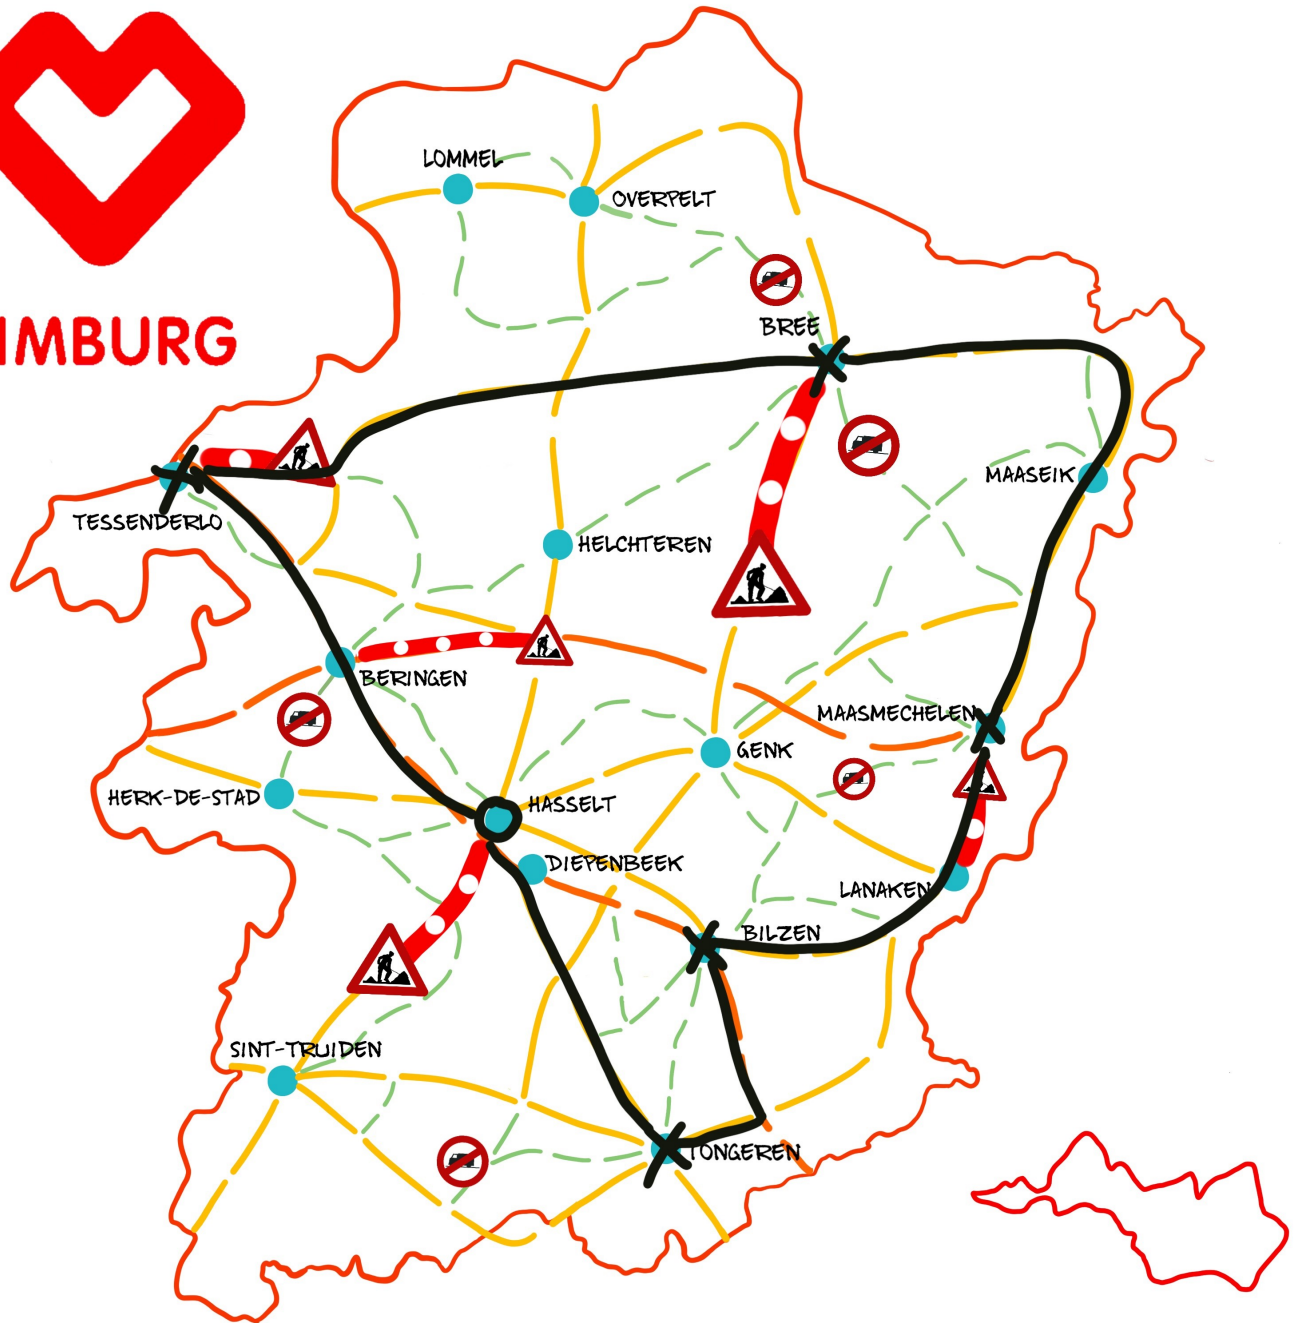 IMBURG
LOMMEL
OVERPELT
BREE
MAASEIK
TESSENDERLO
HELCHTEREN
BERINGEN
MAASMECHELEN
GENK
HERK-DE-STAD
HASSELT
DIEPENBEEK
LANAKEN
BILZEN
SINT-TRUIDEN
TONGEREN